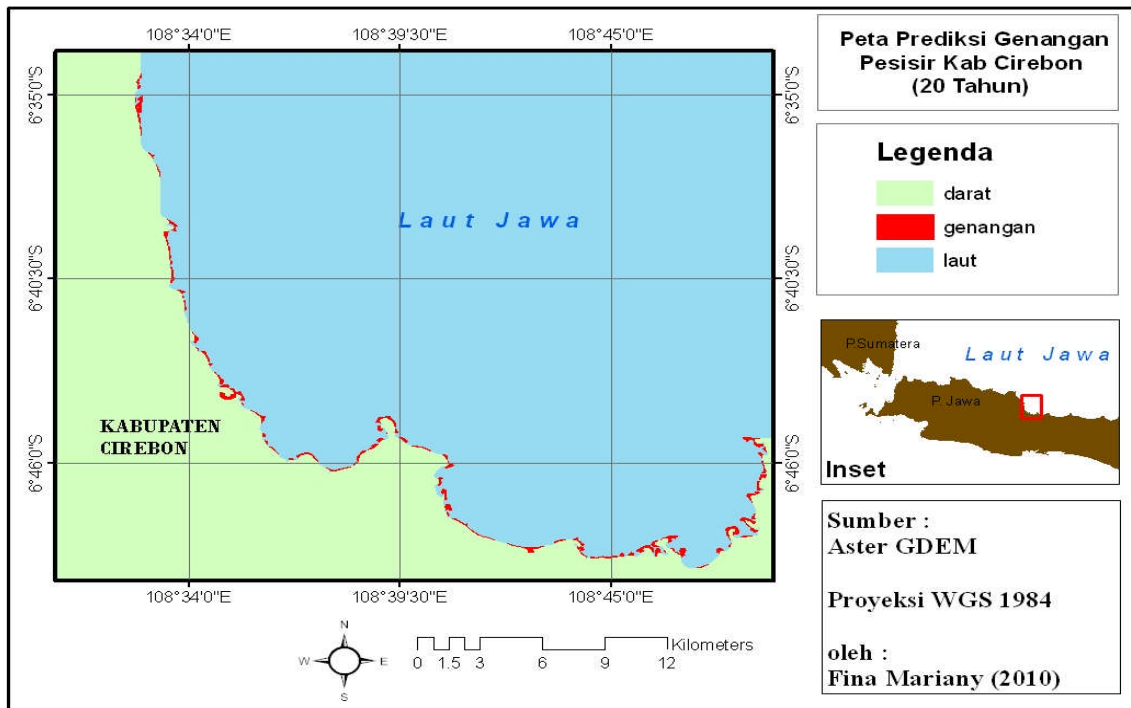 108°34'0"E
108°39'30"E
108°45'0"E
6°35'0"S
6°35'0"S
Laut Jawa
6°40'30"S
6°40'30"S
KABUPATEN
CIREBON
6°46'0"S
6°46'0"S
108°34'0"E
108°39'30"E
108°45'0"E
N
W
E
S
Kilometers
0 1.5 3 6 9 12
Peta Prediksi Genangan
Pesisir Kab Cirebon
(20 Tahun)
Legenda
darat
genangan
laut
P.Sumatera
Laut Jawa
P. Jawa
Inset
Sumber :
Aster GDEM
Proyeksi WGS 1984
oleh :
Fina Mariany (2010)